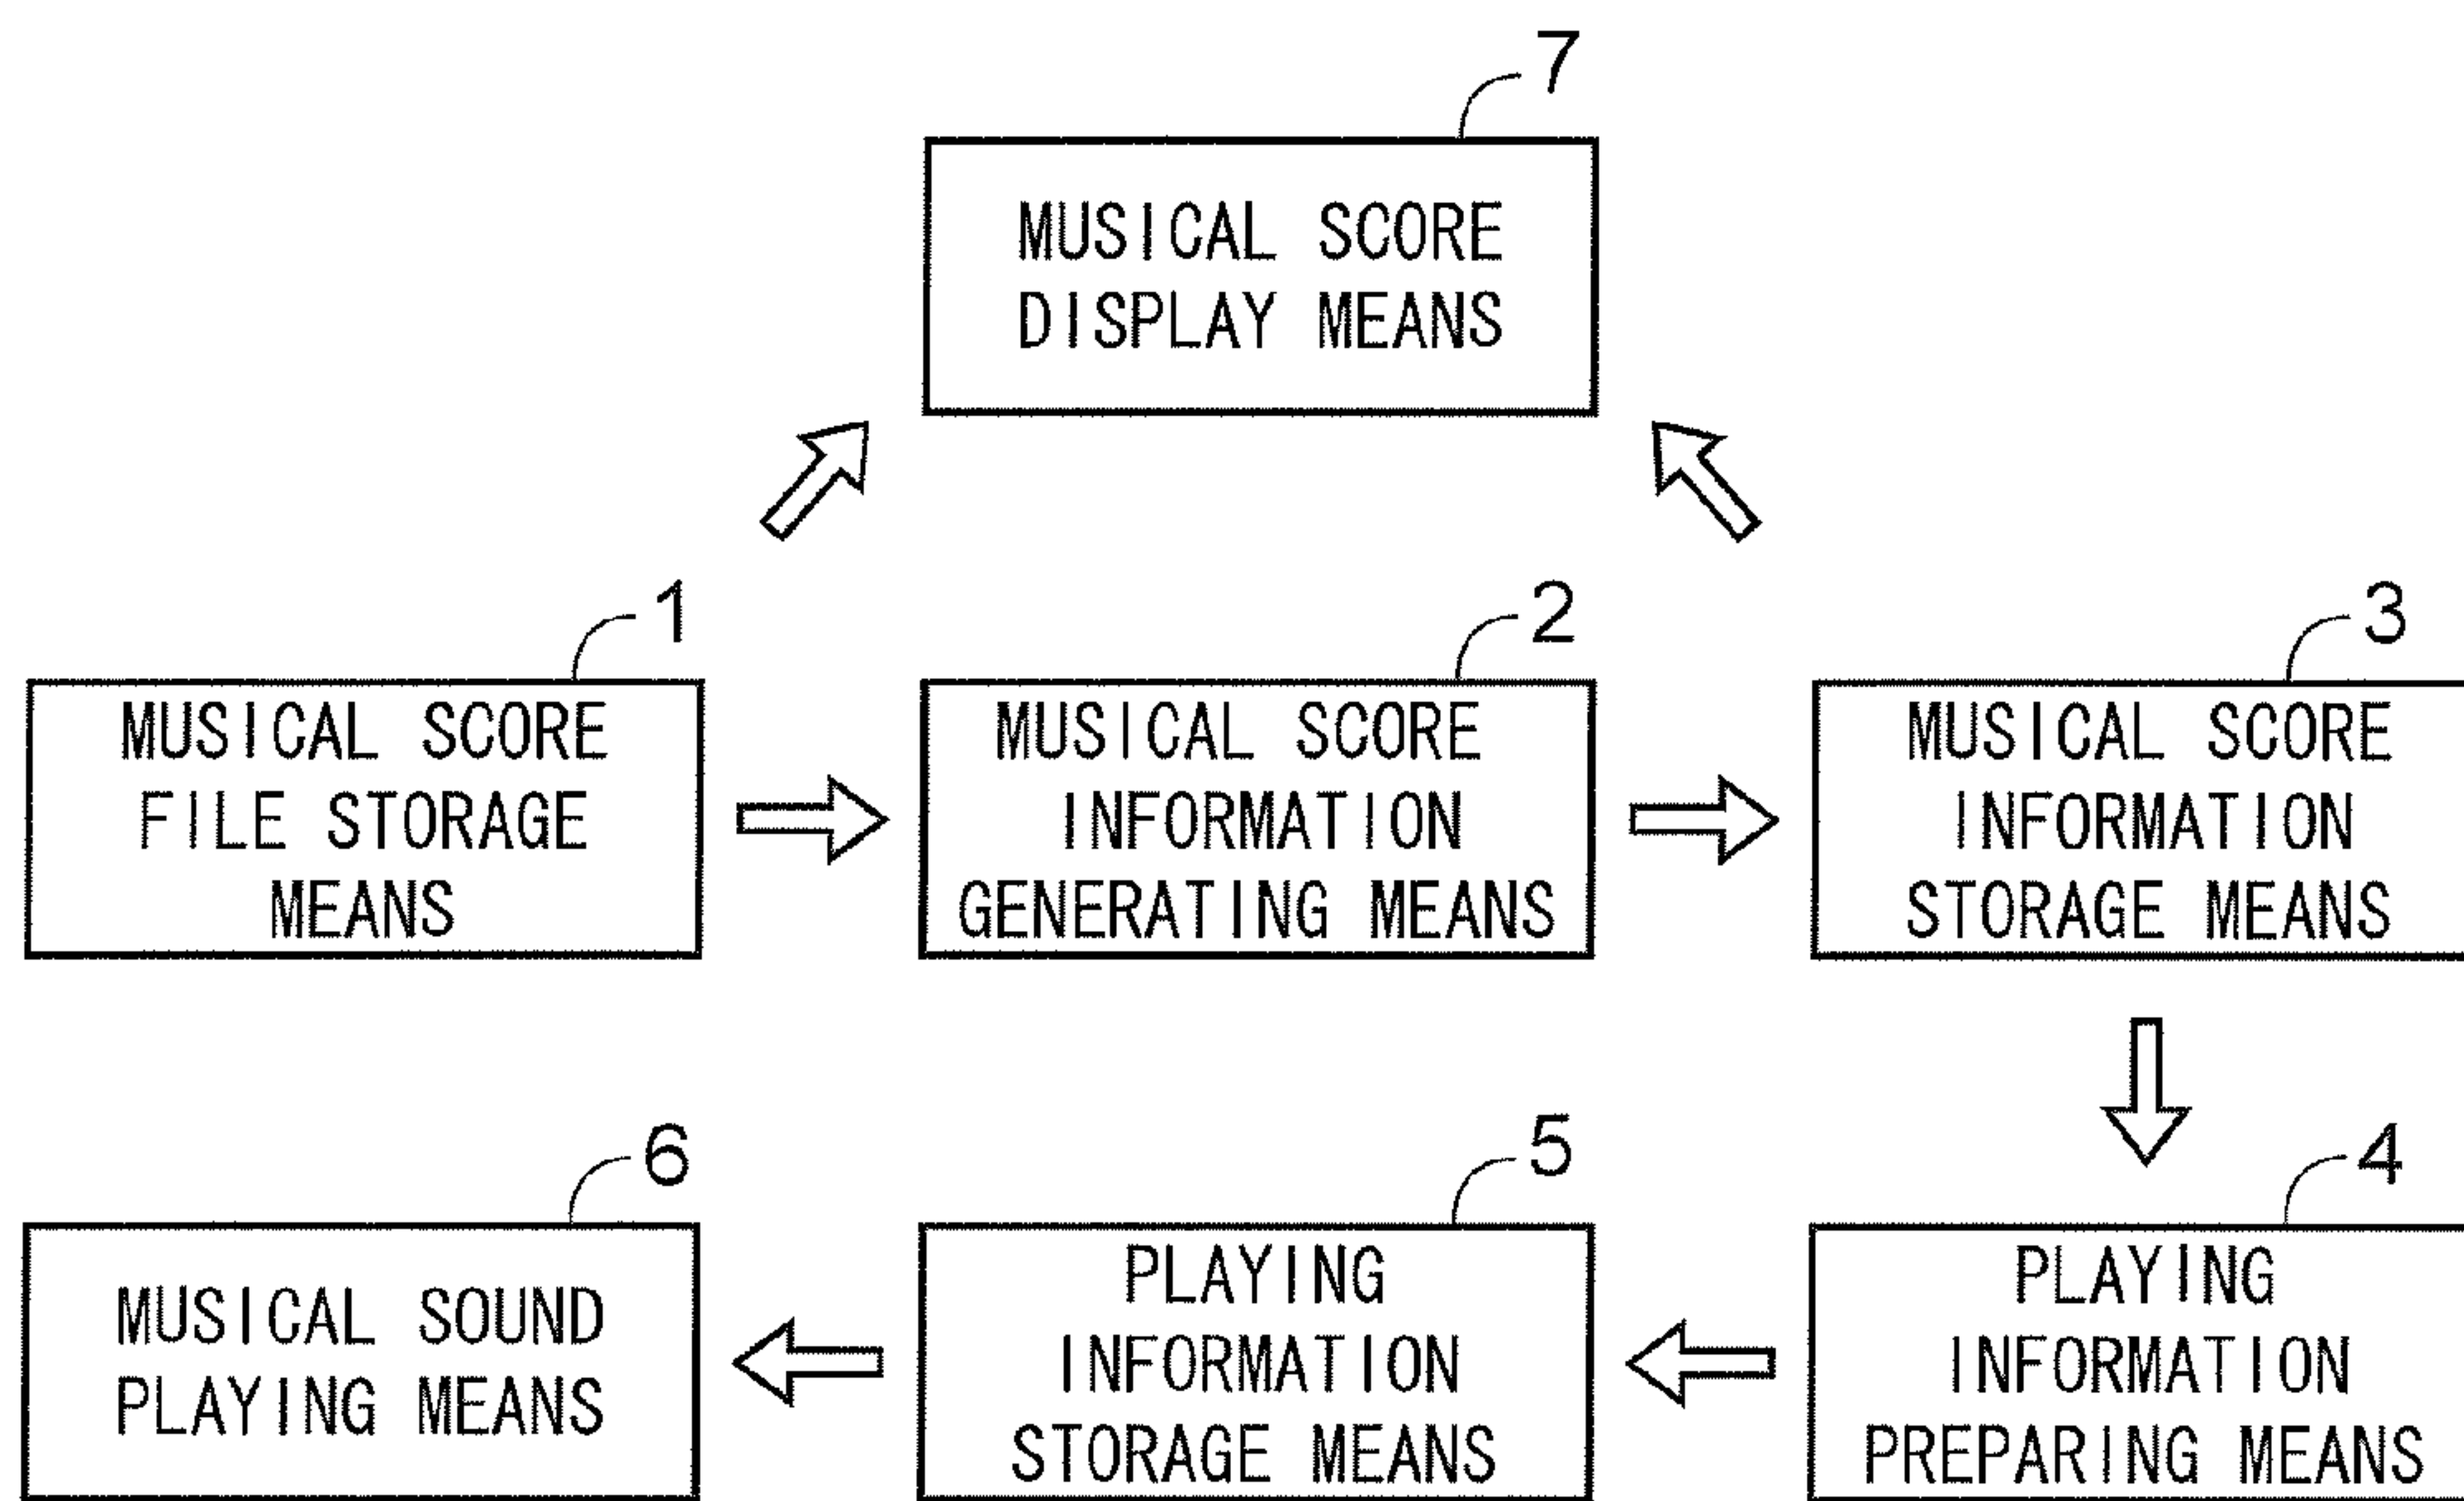 7
MUSICAL SCORE
DISPLAY MEANS
1
MUSICAL SCORE
FILE STORAGE
MEANS
2
MUSICAL SCORE
INFORMATION
GENERATING MEANS
3
MUSICAL SCORE
INFORMATION
STORAGE MEANS
6
MUSICAL SOUND
PLAYING MEANS
5
PLAYING
INFORMATION
STORAGE MEANS
4
PLAYING
INFORMATION
PREPARING MEANS